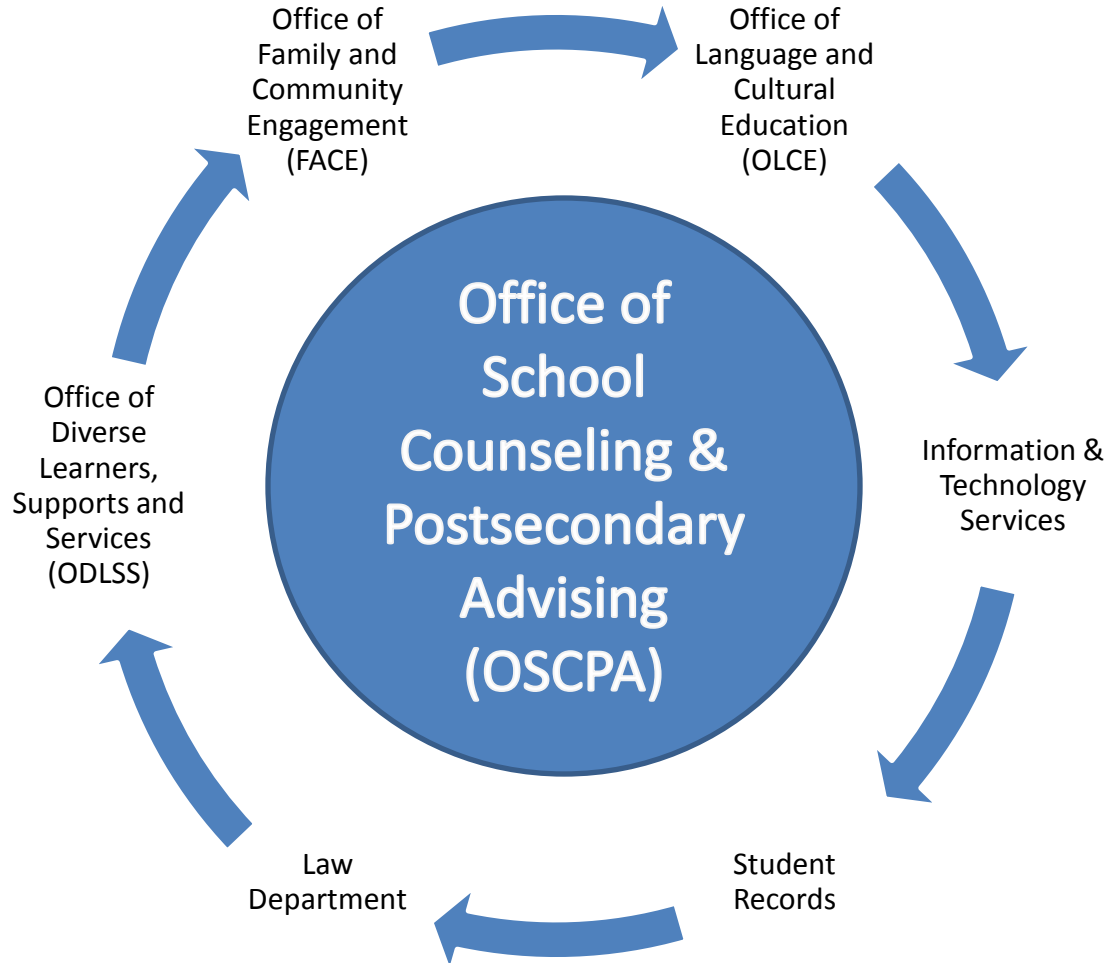 Office of
Family and
Community
Engagement
(FACE)
Office of
Language and
Cultural
Education
(OLCE)
Office of
School
Counseling &
Postsecondary
Advising
(OSCPA)
Office of
Diverse
Learners,
Supports and
Services
(ODLSS)
Information &
Technology
Services
Law
Department
Student
Records